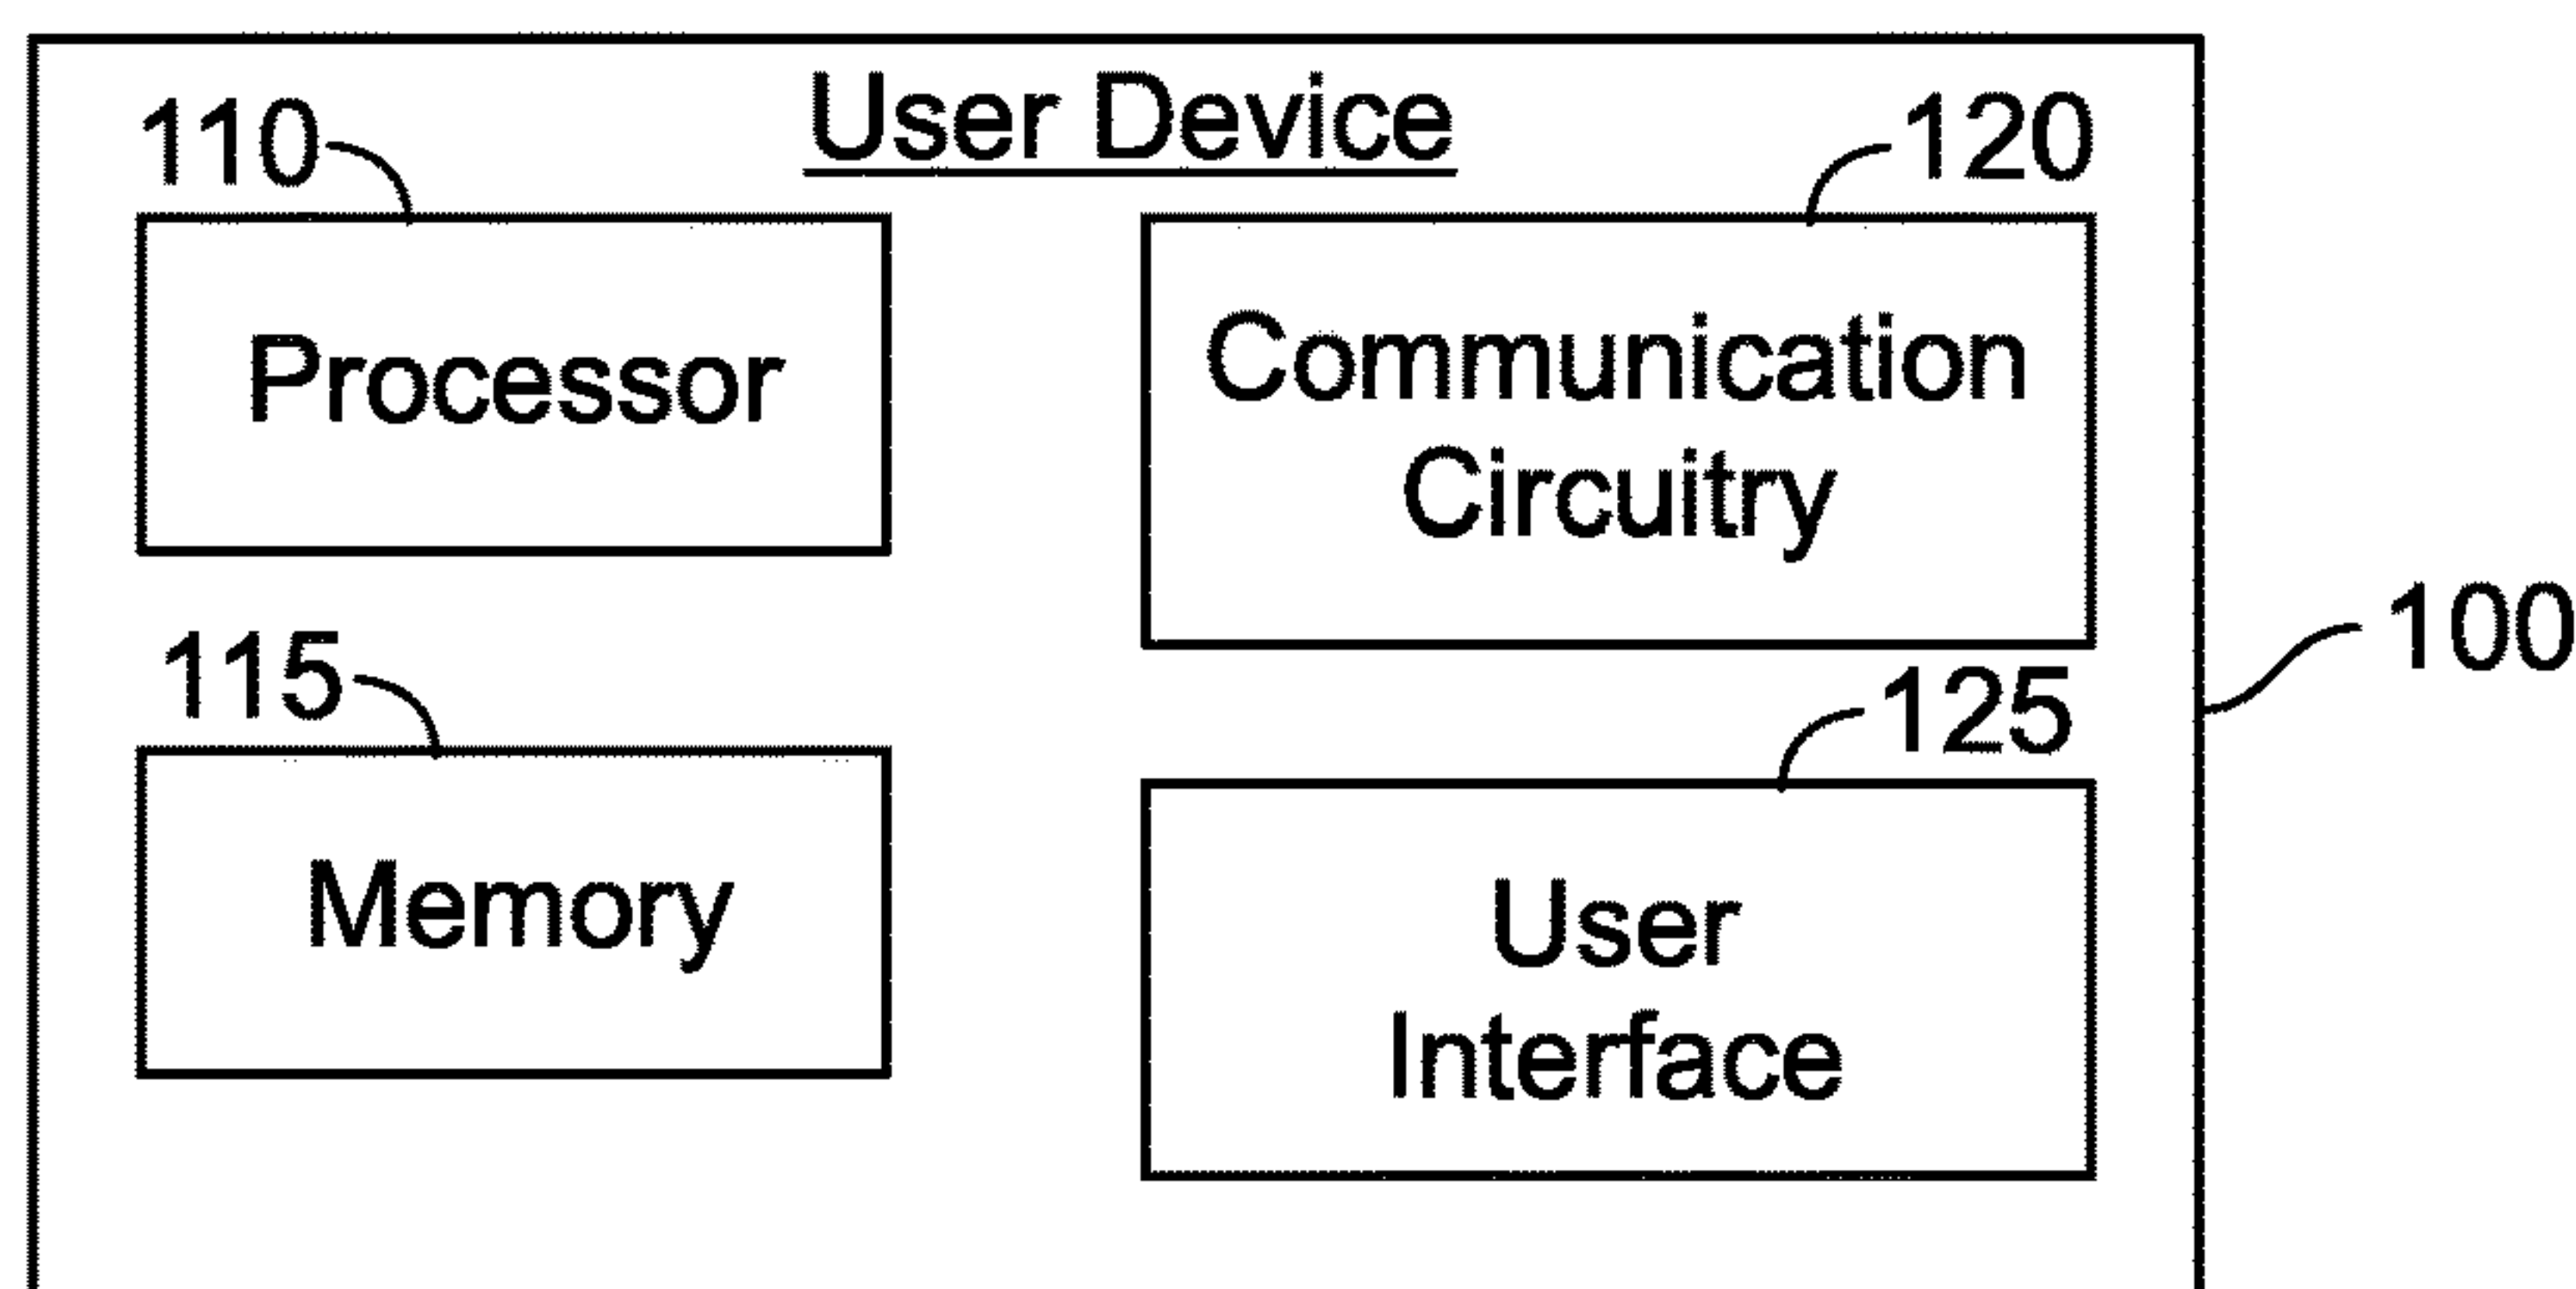 User Device
110
120
Processor
Communication
Circuitry
100
115
125
Memory
User
Interface